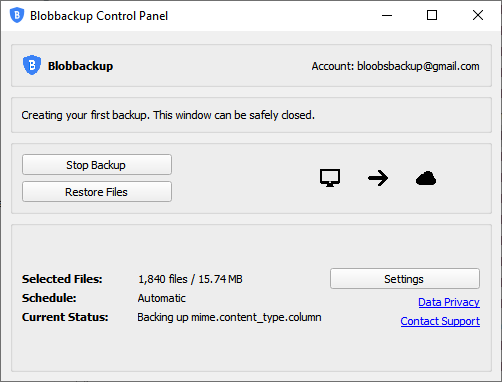 Blobbackup Control Panel
Blobbackup
Account: bloobsbackup@gmail.com
Creating your first backup. This window can be safely closed.
Stop Backup
Restore Files
Selected Files: 1,840 files / 15.74 MB
Settings
Schedule: Automatic
Data Privacy
Current Status: Backing up mime.content_type.column
Contact Support